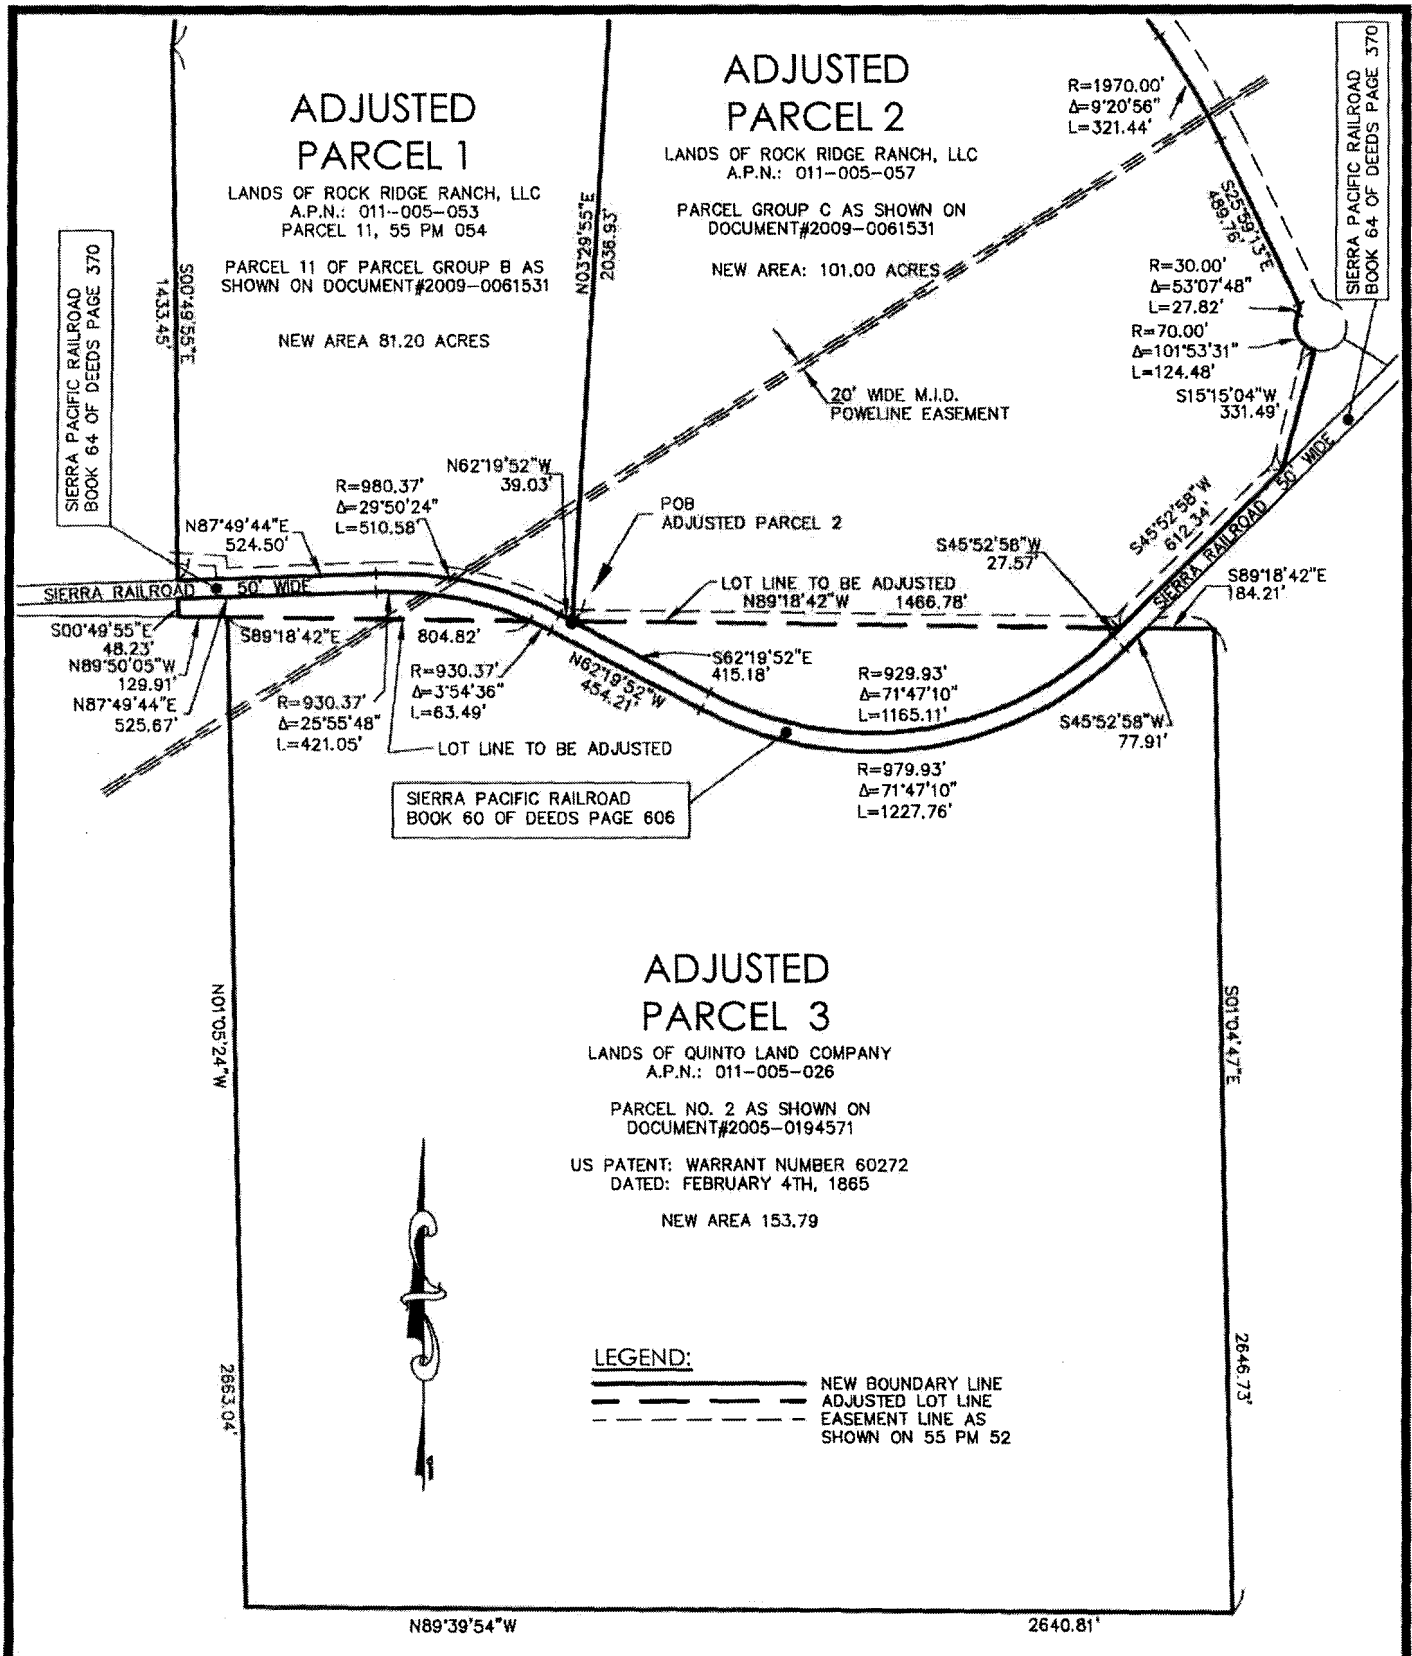 ADJUSTED
PARCEL 1
LANDS OF ROCK RIDGE RANCH, LLC
A.P.N.: 011--005-053
PARCEL 11, 55 PM 054
PARCEL 11 OF PARCEL GROUP B AS
SHOWN ON DOCUMENT#2009-0061531
NEW AREA 81.20 ACRES
ADJUSTED
PARCEL 2
LANDS OF ROCK RIDGE RANCH, LLC
A.P.N.: 011-005-057
PARCEL GROUP C AS SHOWN ON
DOCUMENT#2009-0061531
NEW AREA: 101.00 ACRES
R=1970.00'
Δ=9°20'56"
L=321.44'
SIERRA PACIFIC RAILROAD
BOOK 64 OF DEEDS PAGE 370
S25°59'13"E
489.76'
R=30.00'
Δ=53°07'48"
L=27.82'
R=70.00'
Δ=101°53'31"
L=124.48'
S15°15'04"W
331.49'
SIERRA PACIFIC RAILROAD
BOOK 64 OF DEEDS PAGE 370
S00°49'55"E
1433.45'
N03°29'55"E
2036.93'
20' WIDE M.I.D.
POWELINE EASEMENT
N62°19'52"W
39.03'
R=980.37'
Δ=29°50'24"
L=510.58'
N87°49'44"E
524.50'
POB
ADJUSTED PARCEL 2
S45°52'58"W
27.57'
S45°52'58"W
612.34'
SIERRA RAILROAD 50' WIDE
S89°18'42"E
184.21'
LOT LINE TO BE ADJUSTED
N89°18'42"W 1466.78'
SIERRA RAILROAD 50' WIDE
S00°49'55"E
48.23'
N89°50'05"W
129.91'
N87°49'44"E
525.67'
S89°18'42"E 804.82'
R=930.37'
Δ=25°55'48"
L=421.05'
R=930.37'
Δ=3°54'36"
L=63.49'
LOT LINE TO BE ADJUSTED
N62°19'52"W
454.21'
S62°19'52"E
415.18'
R=929.93'
Δ=71°47'10"
L=1165.11'
S45°52'58"W
77.91'
R=979.93'
Δ=71°47'10"
L=1227.76'
SIERRA PACIFIC RAILROAD
BOOK 60 OF DEEDS PAGE 606
ADJUSTED
PARCEL 3
LANDS OF QUINTO LAND COMPANY
A.P.N.: 011-005-026
PARCEL NO. 2 AS SHOWN ON
DOCUMENT#2005-0194571
US PATENT: WARRANT NUMBER 60272
DATED: FEBRUARY 4TH, 1865
NEW AREA 153.79
N01°05'24"W
2663.04'
S01°04'47"E
2646.73'
LEGEND:
NEW BOUNDARY LINE
ADJUSTED LOT LINE
EASEMENT LINE AS
SHOWN ON 55 PM 52
N89°39'54"W
2640.81'